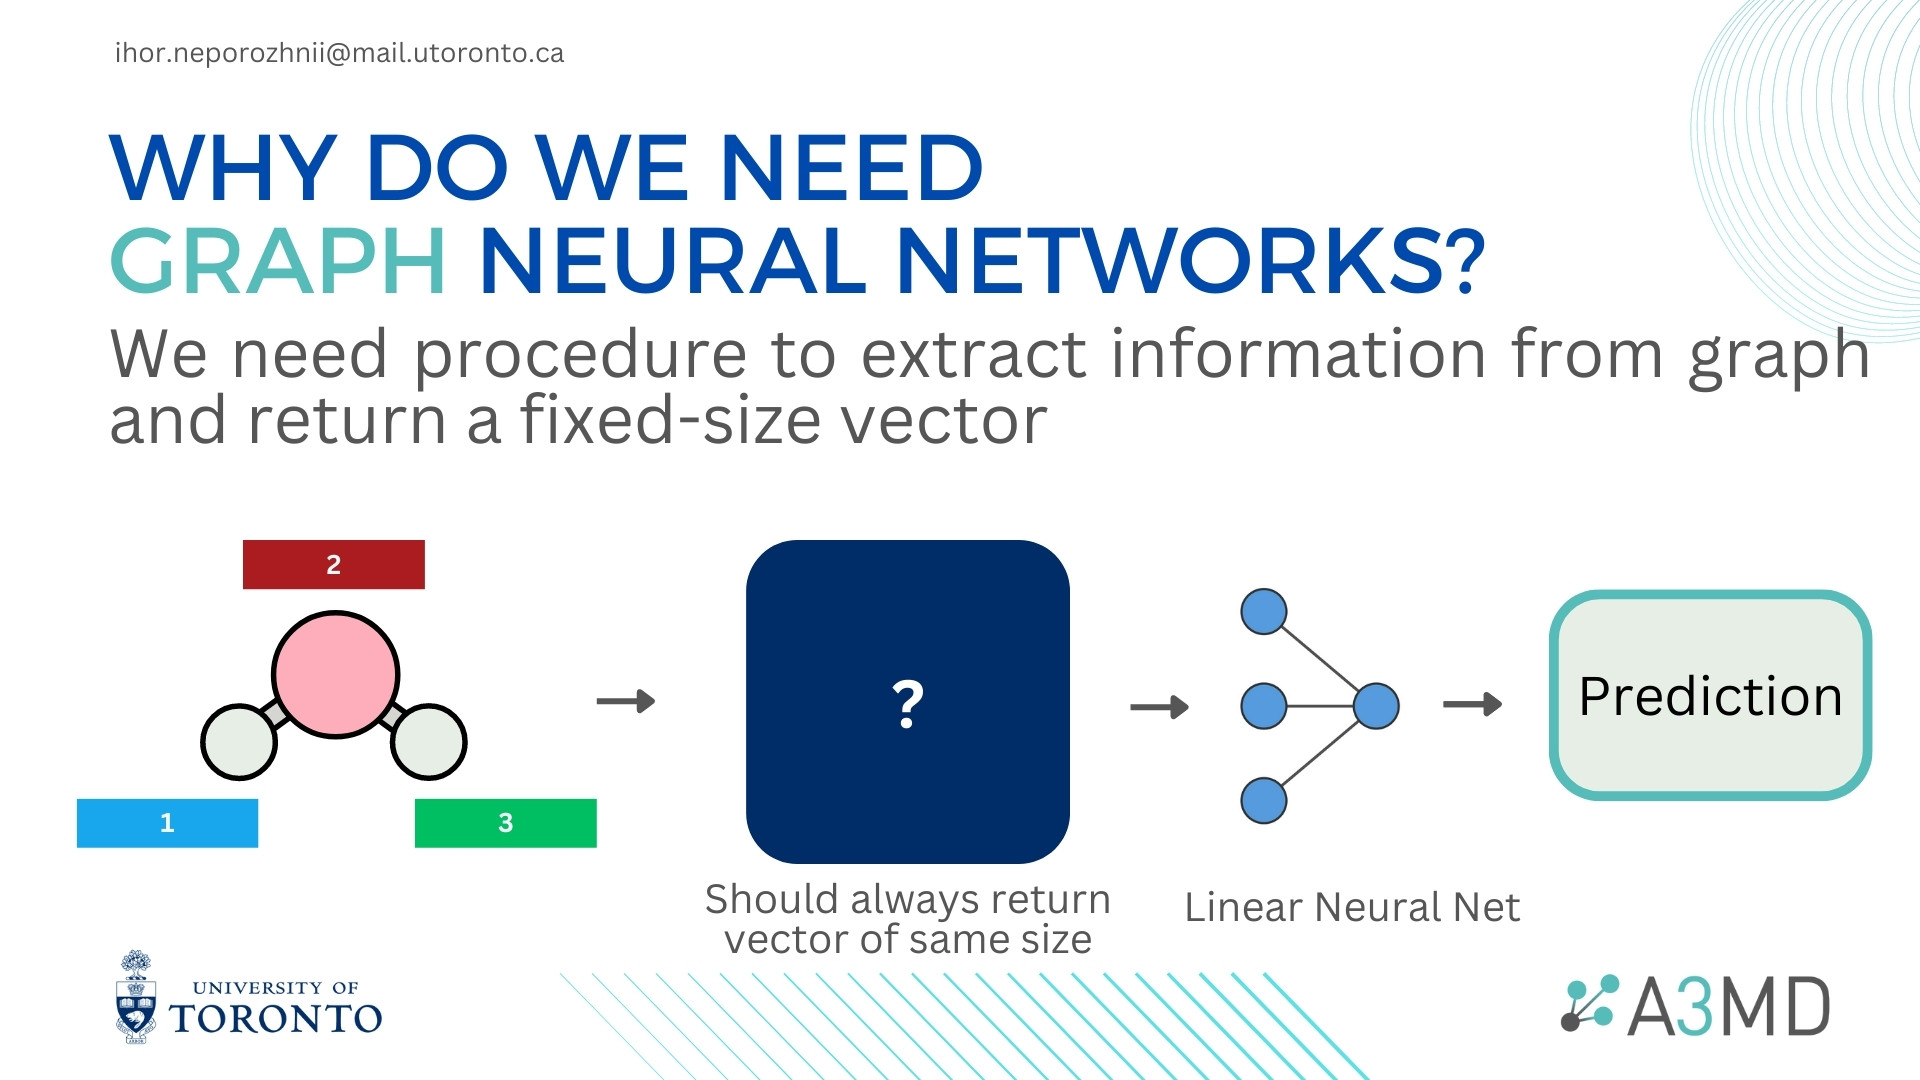 ihor.neporozhnii@mail.utoronto.ca
WHY DO WE NEED
GRAPH NEURAL NETWORKS?
We need procedure to extract information from graph
and return a fixed-size vector
2
1
3
?
Should always return
vector of same size
Linear Neural Net
Prediction
UNIVERSITY OF
TORONTO
A3MD